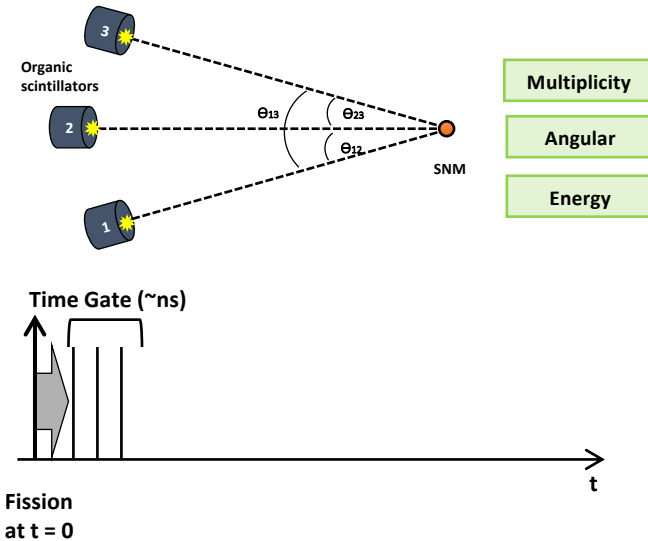 3
Organic
scintillators
2
1
ϴ13
ϴ23
ϴ12
SNM
Multiplicity
Angular
Energy
Time Gate (~ns)
t
Fission
at t = 0